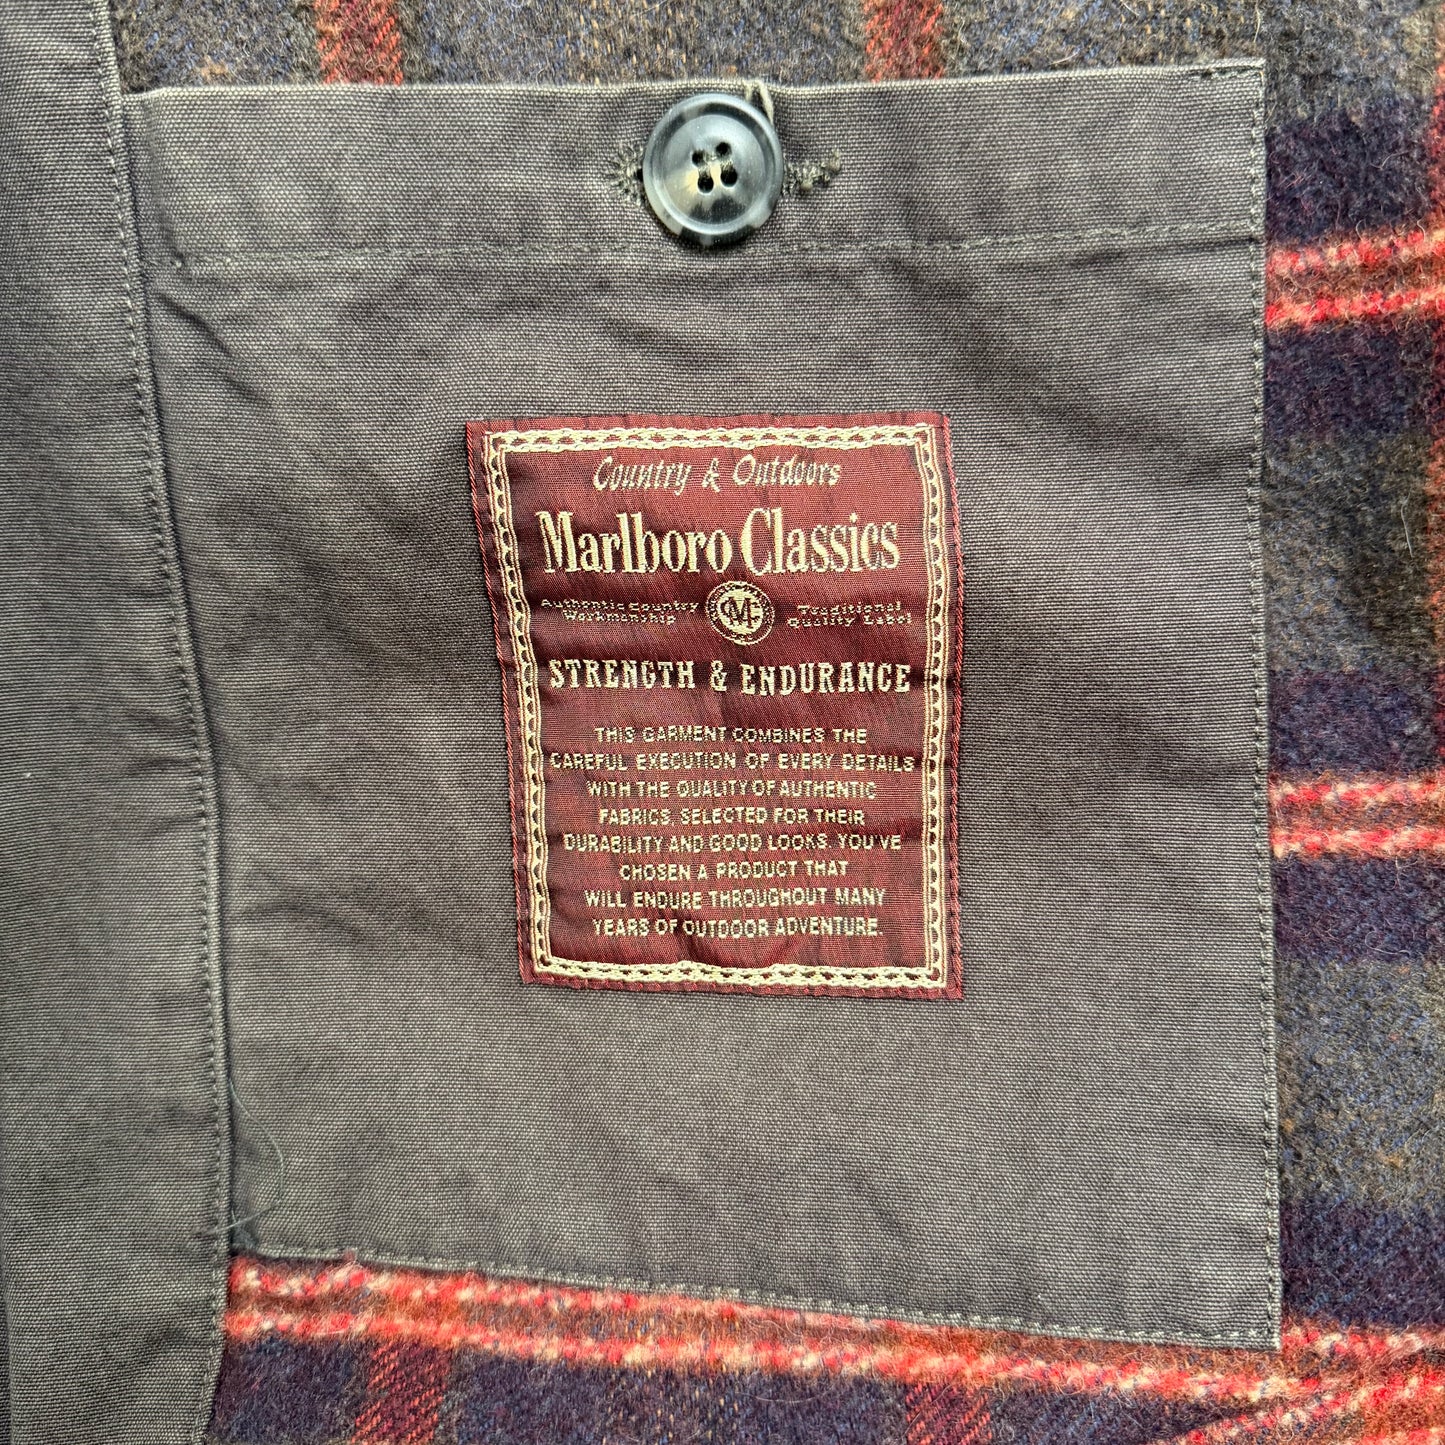 Country & Outdoors
Marlboro Classics
Authentic Country Workmanship
MC
Traditional Quality Label
STRENGTH & ENDURANCE
THIS GARMENT COMBINES THE
CAREFUL EXECUTION OF EVERY DETAILS
WITH THE QUALITY OF AUTHENTIC
FABRICS, SELECTED FOR THEIR
DURABILITY AND GOOD LOOKS. YOU'VE
CHOSEN A PRODUCT THAT
WILL ENDURE THROUGHOUT MANY
YEARS OF OUTDOOR ADVENTURE.